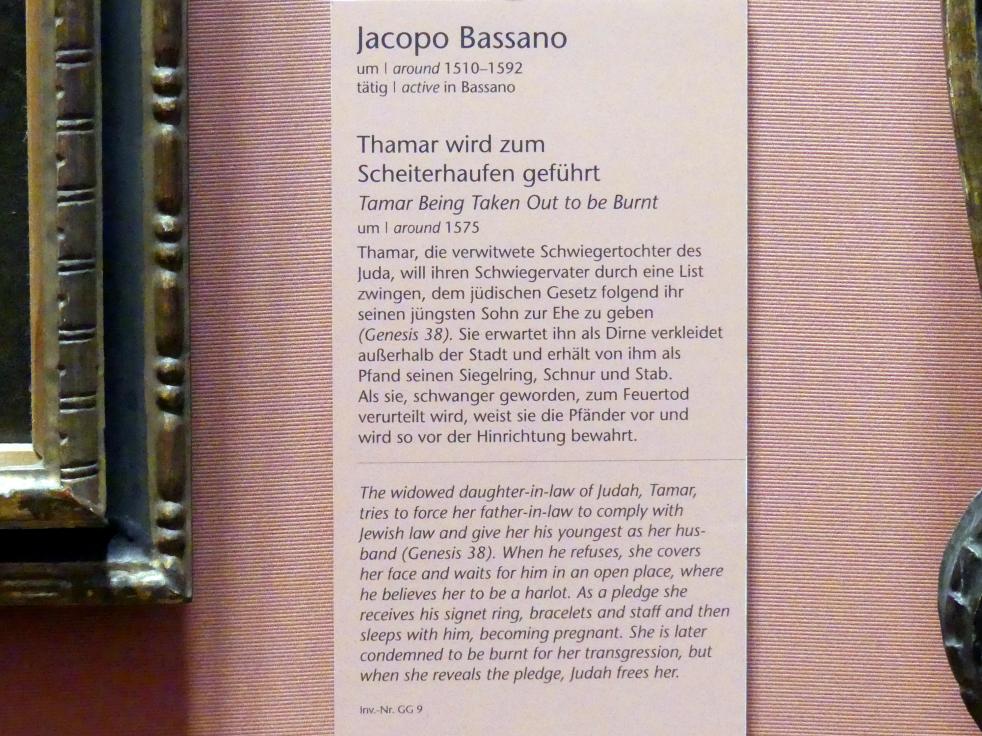 Jacopo Bassano
um | around 1510–1592
tätig | active in Bassano
Thamar wird zum
Scheiterhaufen geführt
Tamar Being Taken Out to be Burnt
um | around 1575
Thamar, die verwitwete Schwiegertochter des
Juda, will ihren Schwiegervater durch eine List
zwingen, dem jüdischen Gesetz folgend ihr
seinen jüngsten Sohn zur Ehe zu geben
(Genesis 38). Sie erwartet ihn als Dirne verkleidet
außerhalb der Stadt und erhält von ihm als
Pfand seinen Siegelring, Schnur und Stab.
Als sie, schwanger geworden, zum Feuertod
verurteilt wird, weist sie die Pfänder vor und
wird so vor der Hinrichtung bewahrt.
The widowed daughter-in-law of Judah, Tamar,
tries to force her father-in-law to comply with
Jewish law and give her his youngest as her hus-
band (Genesis 38). When he refuses, she covers
her face and waits for him in an open place, where
he believes her to be a harlot. As a pledge she
receives his signet ring, bracelets and staff and then
sleeps with him, becoming pregnant. She is later
condemned to be burnt for her transgression, but
when she reveals the pledge, Judah frees her.
Inv.-Nr. GG 9